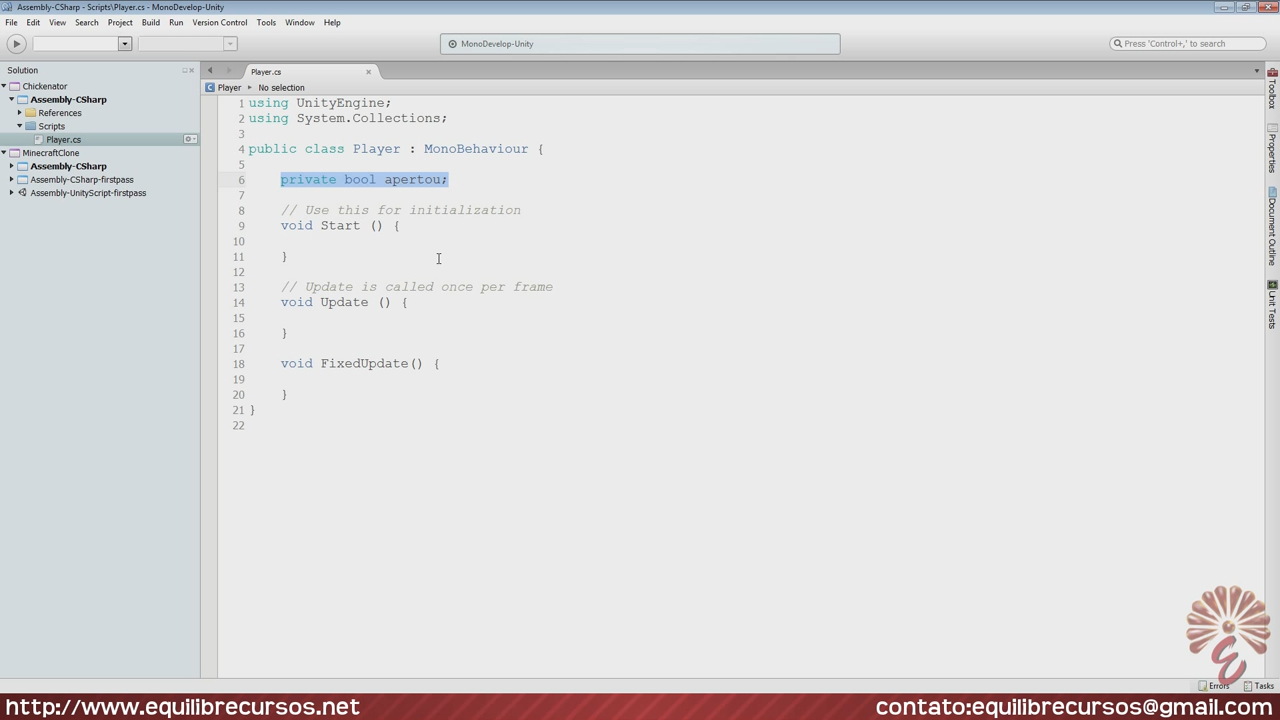 Assembly-CSharp - Scripts\Player.cs - MonoDevelop-Unity
File Edit View Search Project Build Run Version Control Tools Window Help
MonoDevelop-Unity
Press 'Control+,' to search
Solution
Player.cs
Chickenator
Player
No selection
Assembly-CSharp
References
Scripts
Player.cs
MinecraftClone
Assembly-CSharp
Assembly-CSharp-firstpass
Assembly-UnityScript-firstpass
1 using UnityEngine;
2 using System.Collections;
3
4 public class Player : MonoBehaviour {
5
6 private bool apertou;
7
8 // Use this for initialization
9 void Start () {
10
11 }
12
13 // Update is called once per frame
14 void Update () {
15
16 }
17
18 void FixedUpdate() {
19
20 }
21 }
22
Toolbox
Properties
Document Outline
Unit Tests
Errors Tasks
http://www.equilibrecursos.net
contato:equilibrecursos@gmail.com